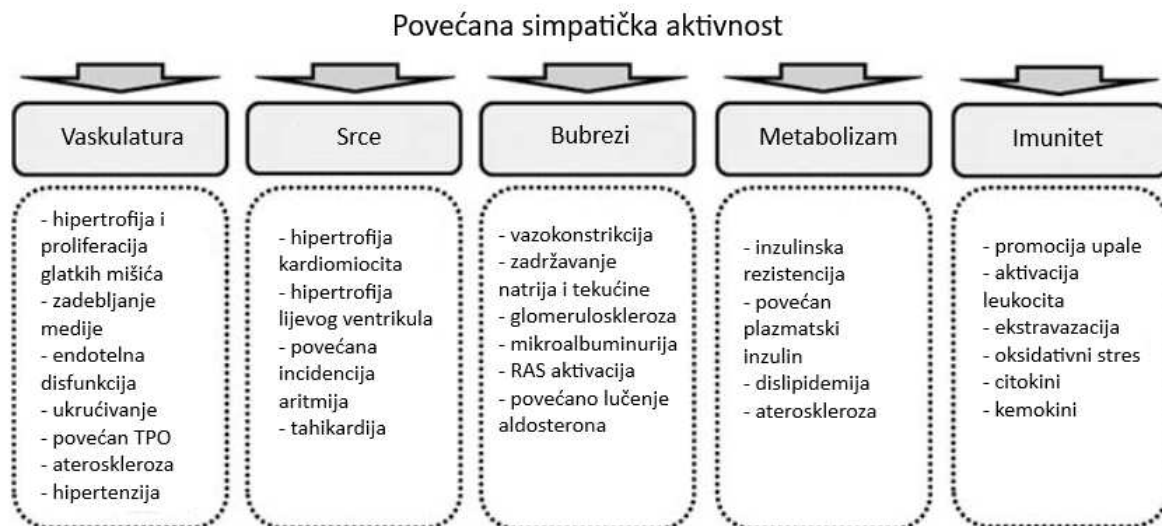 Povećana simpatička aktivnost
Vaskulatura
- hipertrofija i
proliferacija
glatkih mišića
- zadebljanje
medije
- endotelna
disfunkcija
- ukrućivanje
- povećan TPO
- ateroskleroza
- hipertenzija
Srce
- hipertrofija
kardiomiocita
- hipertrofija
lijevog ventrikula
- povećana
incidencija
aritmija
- tahikardija
Bubrezi
- vazokonstrikcija
- zadržavanje
natrija i tekućine
- glomeruloskleroza
- mikroalbuminurija
- RAS aktivacija
- povećano lučenje
aldosterona
Metabolizam
- inzulinska
rezistencija
- povećan
plazmatski
inzulin
- dislipidemija
- ateroskleroza
Imunitet
- promocija upale
- aktivacija
leukocita
- ekstravazacija
- oksidativni stres
- citokini
- kemokini